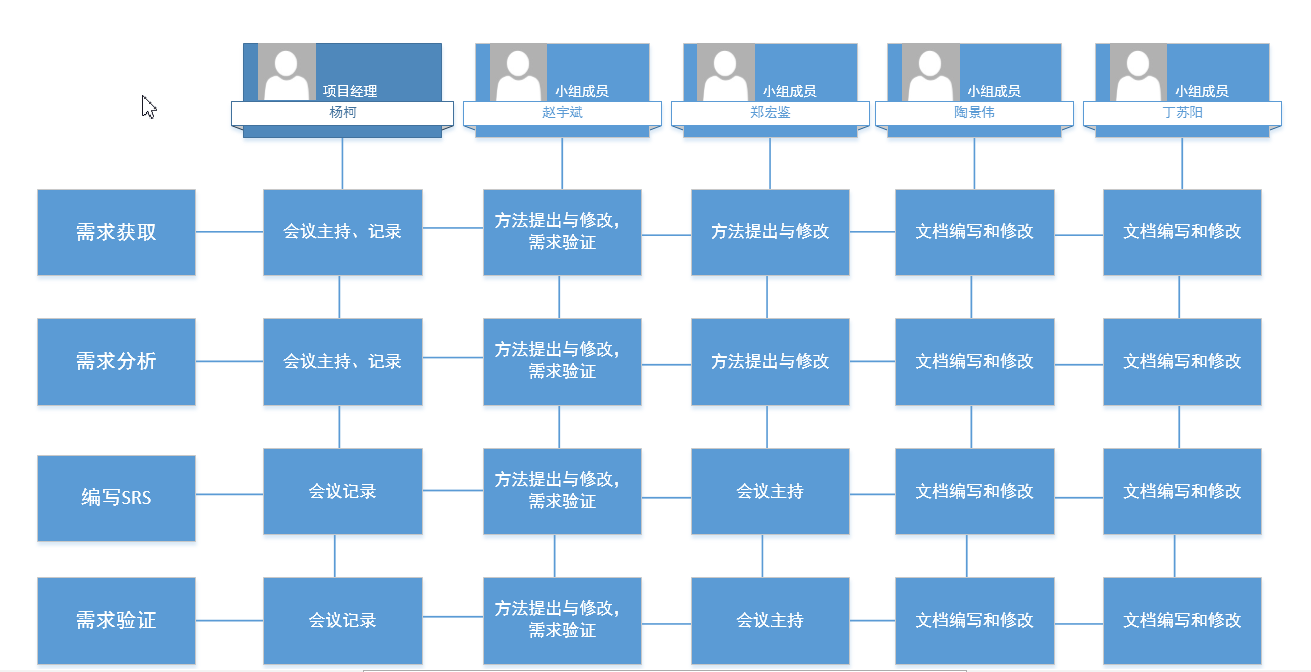 项目经理
杨柯
小组成员
赵宇斌
小组成员
郑宏鉴
小组成员
陶景伟
小组成员
丁苏阳
需求获取
会议主持、记录
方法提出与修改，
需求验证
方法提出与修改
文档编写和修改
文档编写和修改
需求分析
会议主持、记录
方法提出与修改，
需求验证
方法提出与修改
文档编写和修改
文档编写和修改
编写SRS
会议记录
方法提出与修改，
需求验证
会议主持
文档编写和修改
文档编写和修改
需求验证
会议记录
方法提出与修改，
需求验证
会议主持
文档编写和修改
文档编写和修改